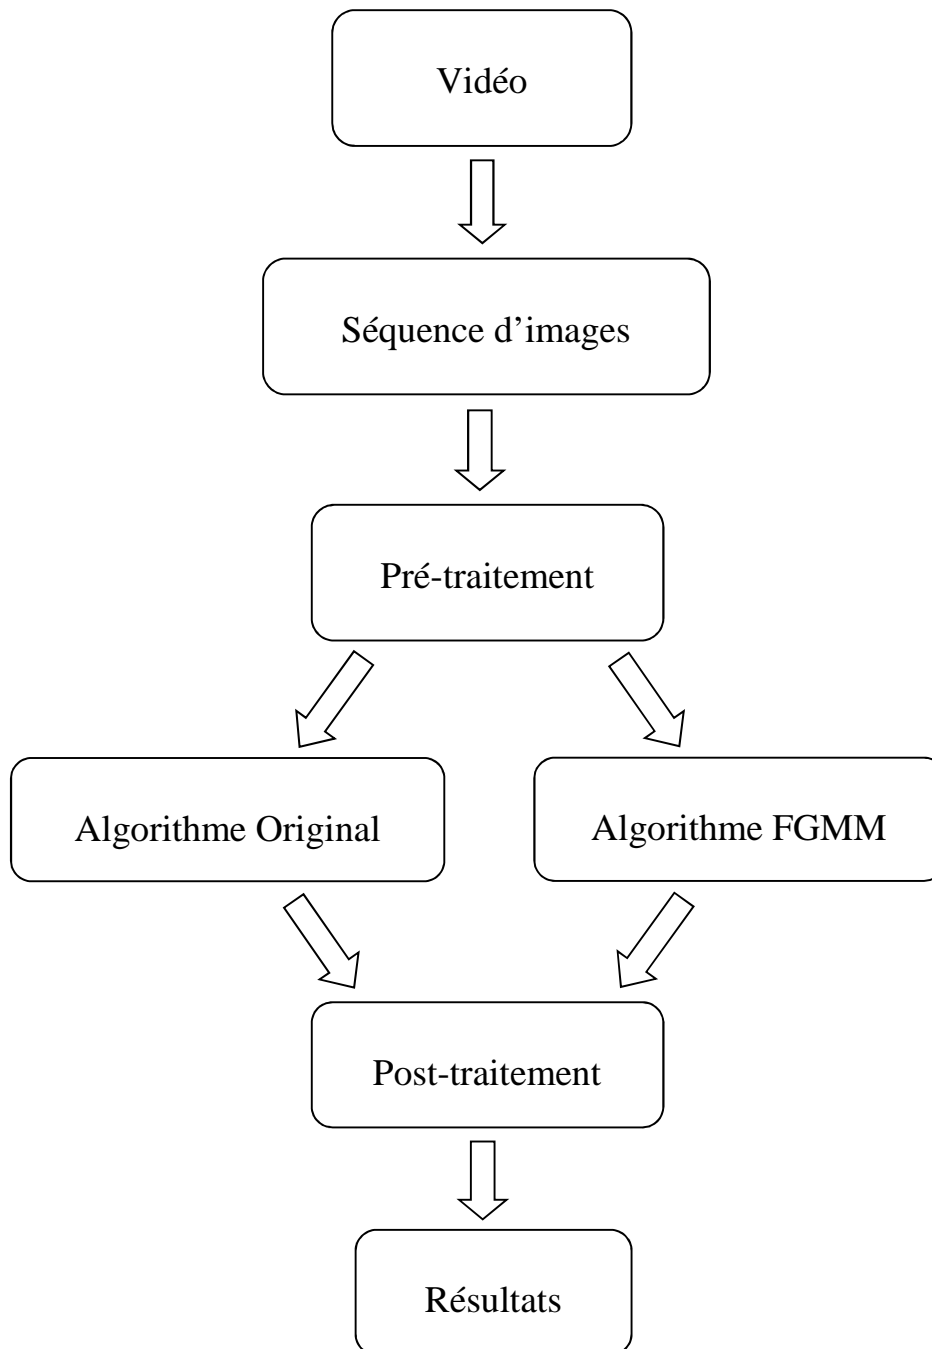 Vidéo
Séquence d’images
Pré-traitement
Algorithme Original
Algorithme FGMM
Post-traitement
Résultats